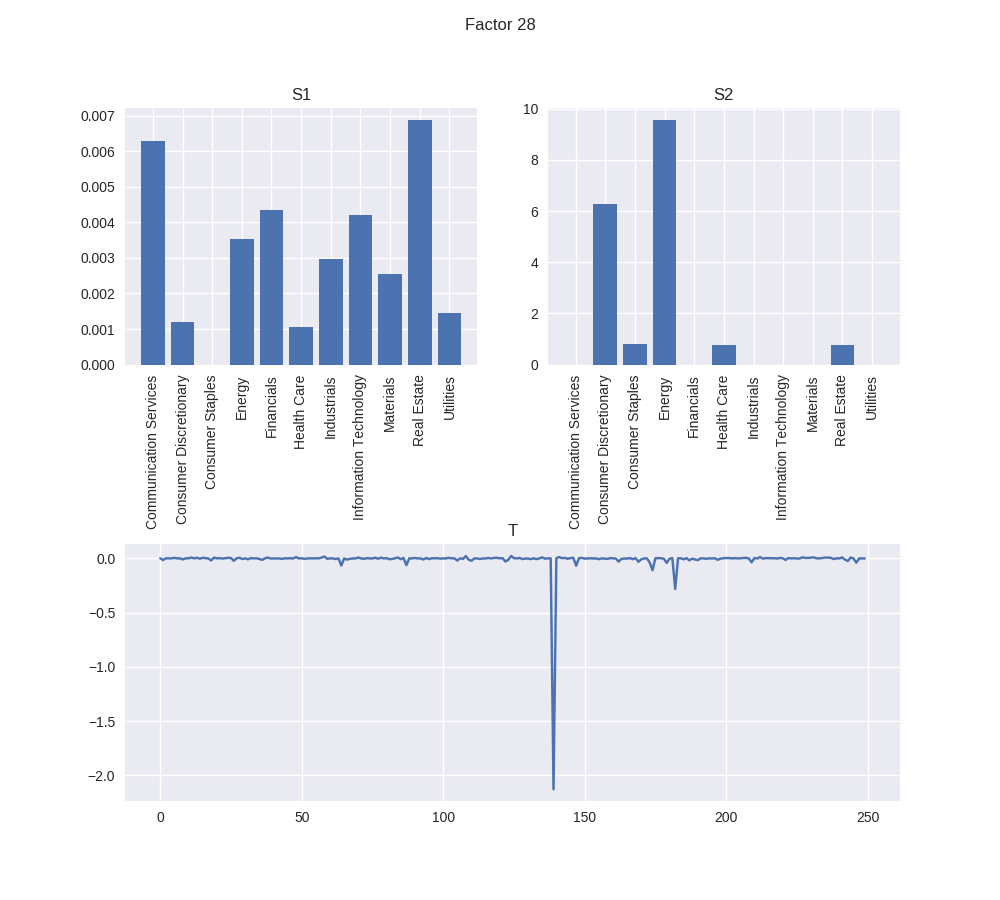 Factor 28
S1
0.007
0.006
0.005
0.004
0.003
0.002
0.001
0.000
Communication Services
Consumer Discretionary
Consumer Staples
Energy
Financials
Health Care
Industrials
Information Technology
Materials
Real Estate
Utilities
S2
10
8
6
4
2
0
Communication Services
Consumer Discretionary
Consumer Staples
Energy
Financials
Health Care
Industrials
Information Technology
Materials
Real Estate
Utilities
T
0.0
−0.5
−1.0
−1.5
−2.0
0 50 100 150 200 250